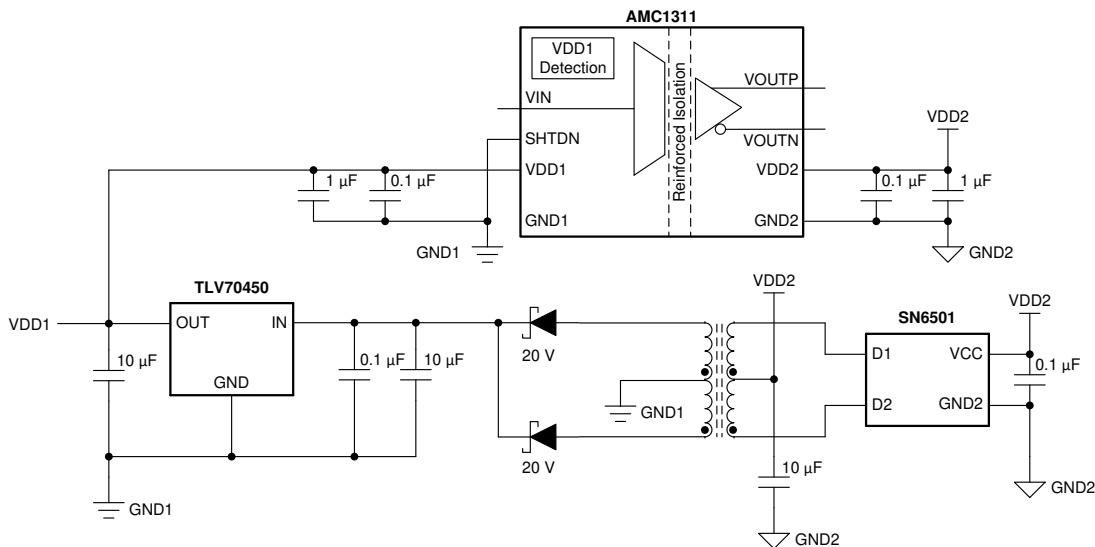 AMC1311
VDD1
Detection
VIN
SHTDN
VDD1
GND1
Reinforced Isolation
VOUTP
VOUTN
VDD2
GND2
VDD2
1 µF
0.1 µF
0.1 µF
1 µF
GND1
GND2
TLV70450
VDD1
OUT
IN
GND
10 µF
0.1 µF
10 µF
20 V
20 V
GND1
GND1
VDD2
10 µF
GND2
SN6501
D1
D2
VCC
GND2
VDD2
0.1 µF
GND2